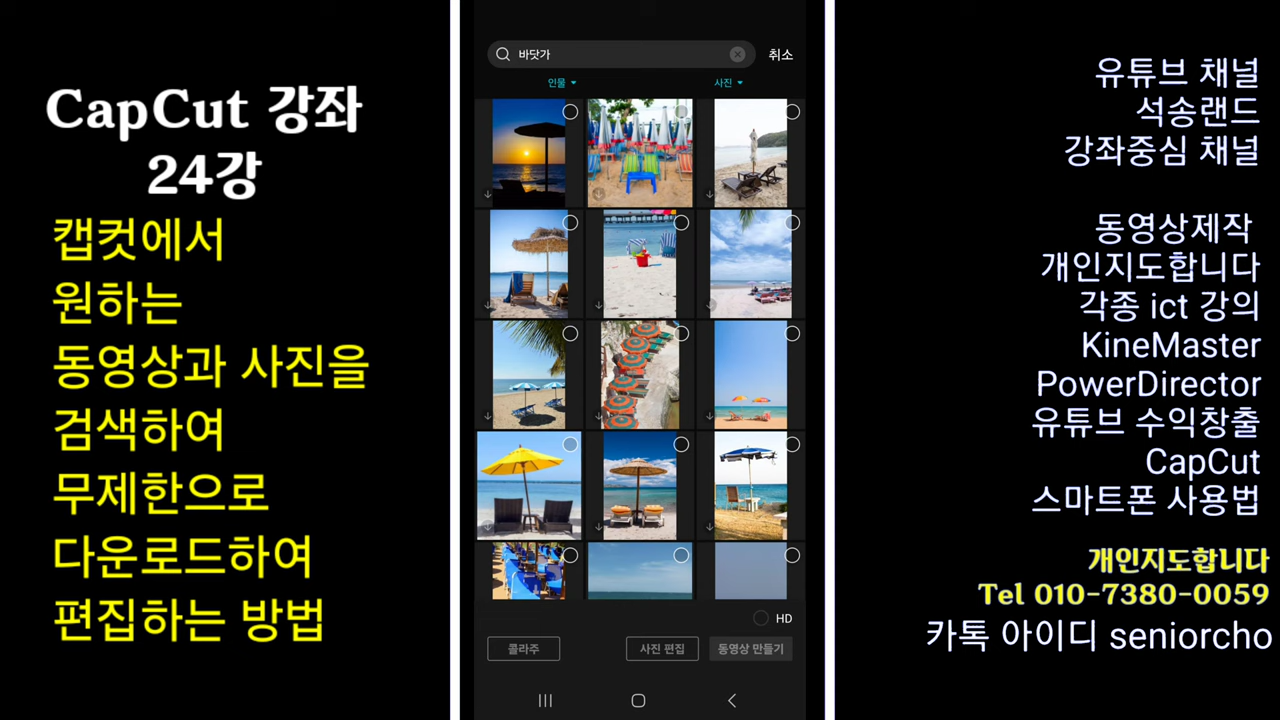 CapCut 강좌
24강
캡컷에서
원하는
동영상과 사진을
검색하여
무제한으로
다운로드하여
편집하는 방법
바닷가
취소
인물
사진
HD
콜라주
사진 편집
동영상 만들기
유튜브 채널
석송랜드
강좌중심 채널
동영상제작
개인지도합니다
각종 ict 강의
KineMaster
PowerDirector
유튜브 수익창출
CapCut
스마트폰 사용법
개인지도합니다
Tel 010-7380-0059
카톡 아이디 seniorcho